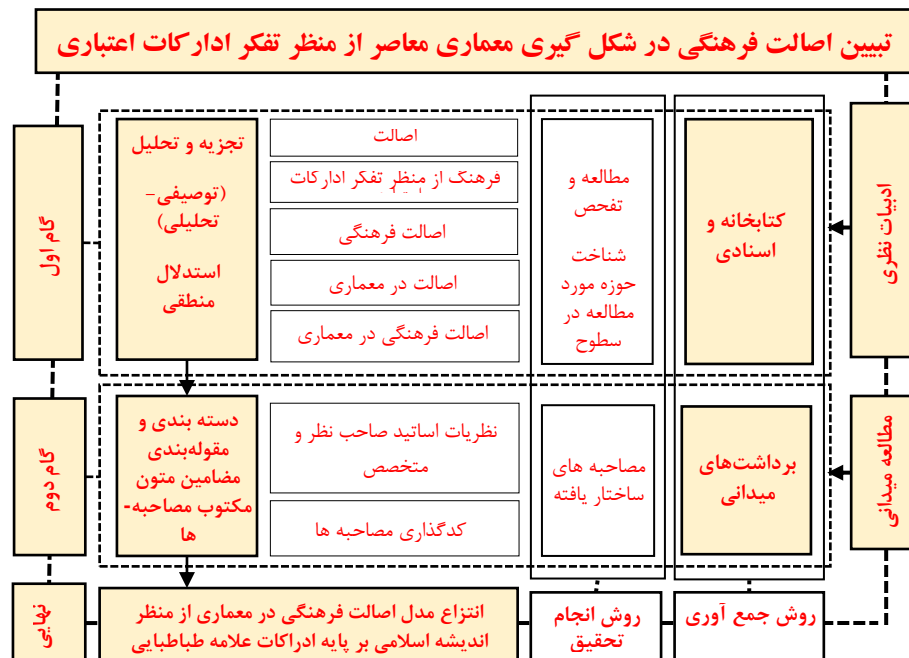 تبیین اصالت فرهنگی در شکل گیری معماری معاصر از منظر تفکر ادارکات اعتباری
ادبیات نظری
کتابخانه و
اسنادی
مطالعه و
تفحص
شناخت
حوزه مورد
مطالعه در
سطوح
اصالت
فرهنگ از منظر تفکر ادارکات
اصالت فرهنگی
اصالت در معماری
اصالت فرهنگی در معماری
تجزیه و تحلیل
(توصیفی-
تحلیلی)
استدلال
منطقی
گام اول
مطالعه میدانی
برداشت‌های
میدانی
مصاحبه های
ساختار یافته
نظریات اساتید صاحب نظر و
متخصص
کدگذاری مصاحبه ها
دسته بندی و
مقوله‌بندی
مضامین متون
مکتوب مصاحبه-
ها
گام دوم
روش جمع آوری
روش انجام
تحقیق
انتزاع مدل اصالت فرهنگی در معماری از منظر
اندیشه اسلامی بر پایه ادراکات علامه طباطبایی
نهایی